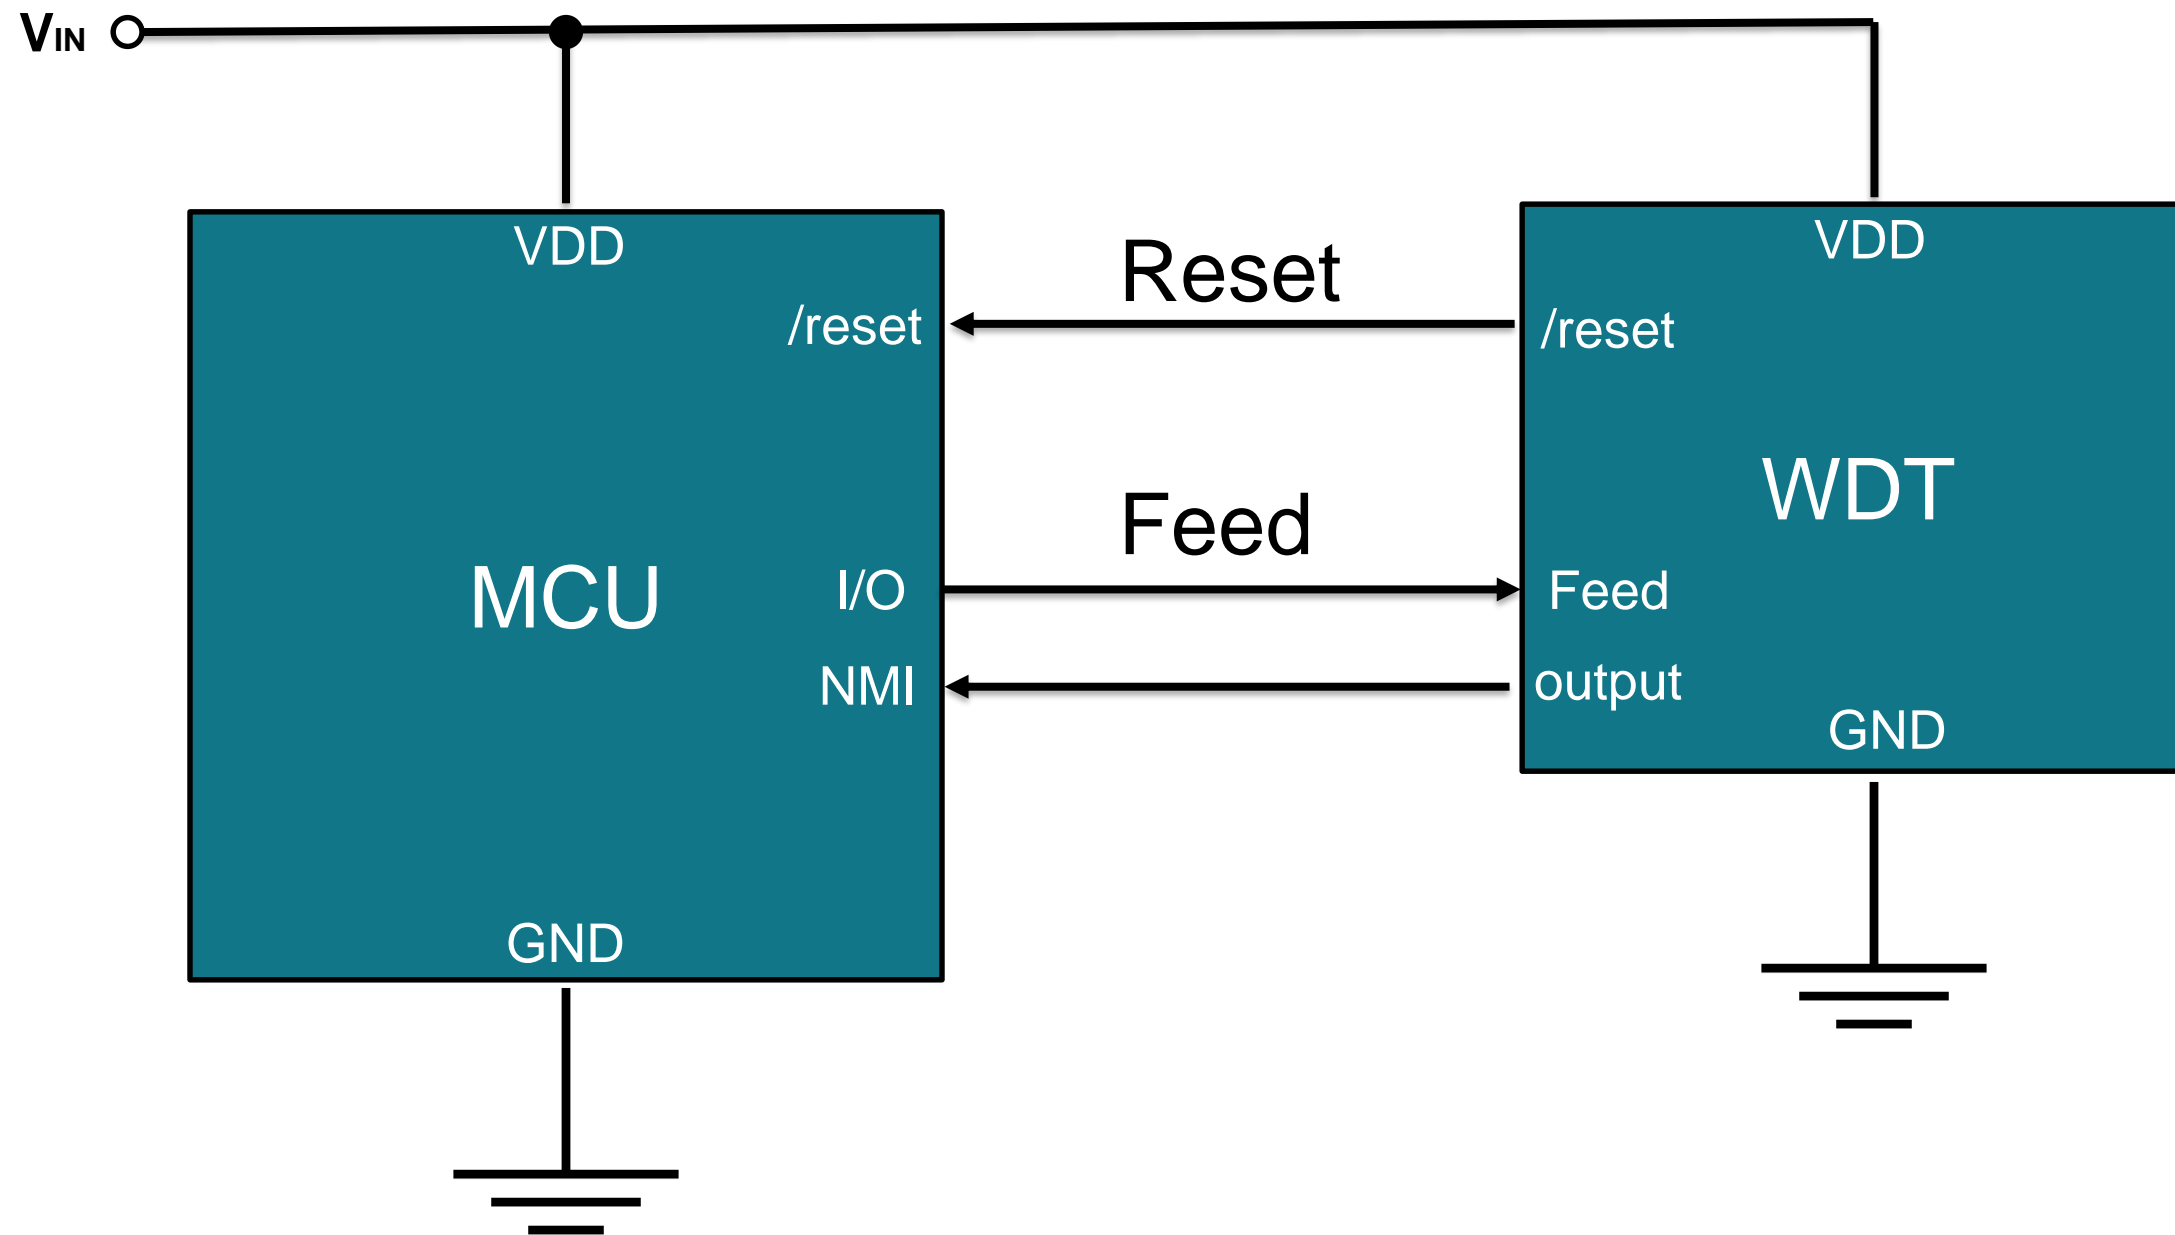 VIN
VDD
VDD
Reset
/reset
/reset
WDT
Feed
MCU
I/O
Feed
NMI
output
GND
GND